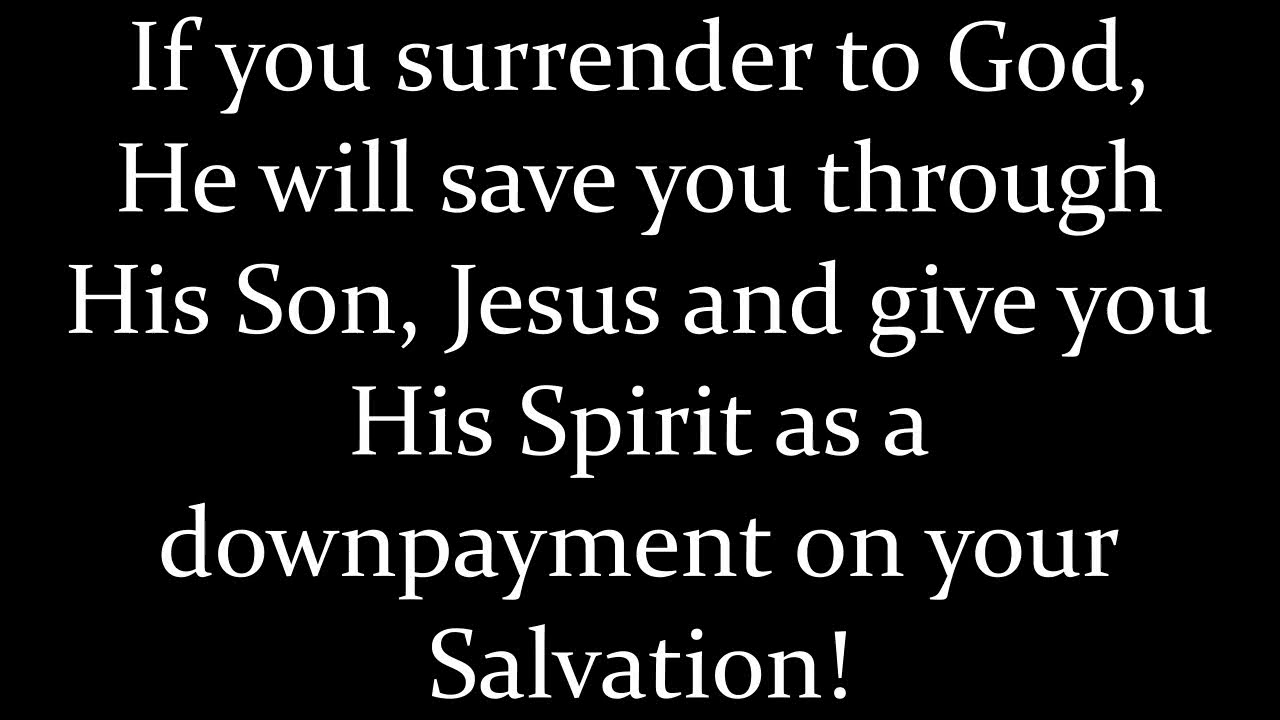 If you surrender to God,
He will save you through
His Son, Jesus and give you
His Spirit as a
downpayment on your
Salvation!